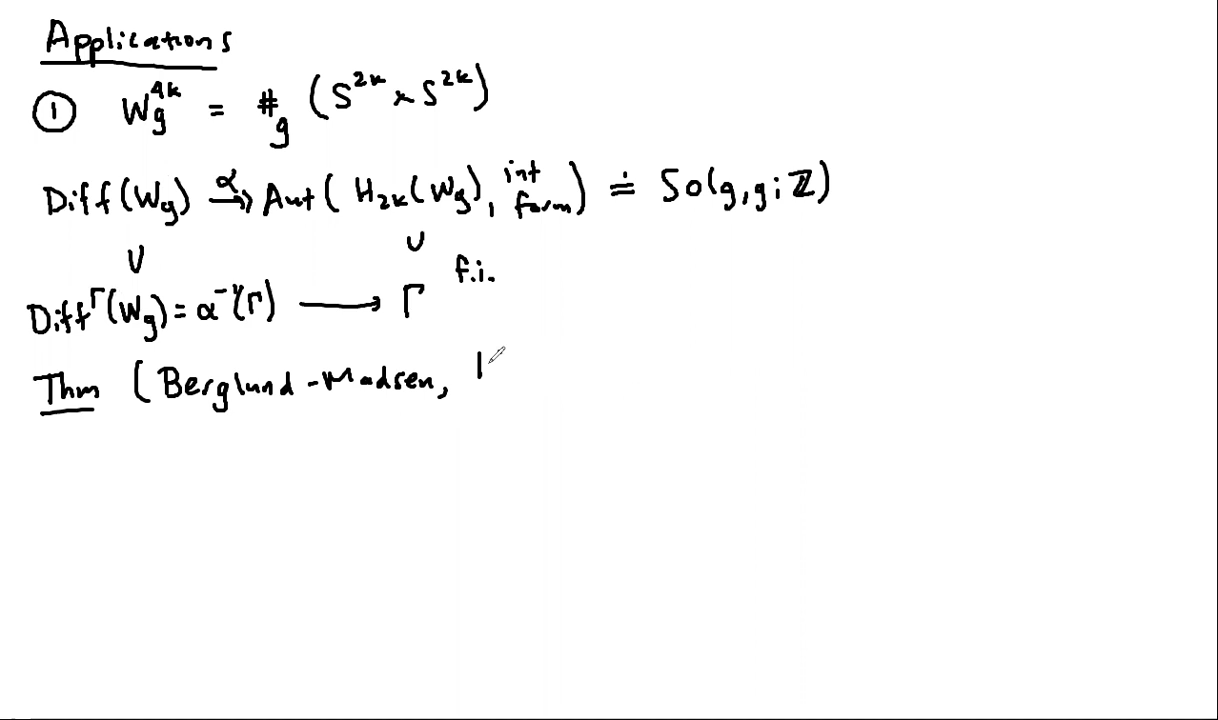 Applications
① W_g^{4k} = #_g (S^{2k} × S^{2k})
Diff(W_g) →^α Aut(H_{2k}(W_g), int form) ≐ SO(g,g;ℤ)
∪ ∪ f.i.
Diff^Γ(W_g) = α^{-1}(Γ) ⟶ Γ
Thm (Berglund-Madsen,